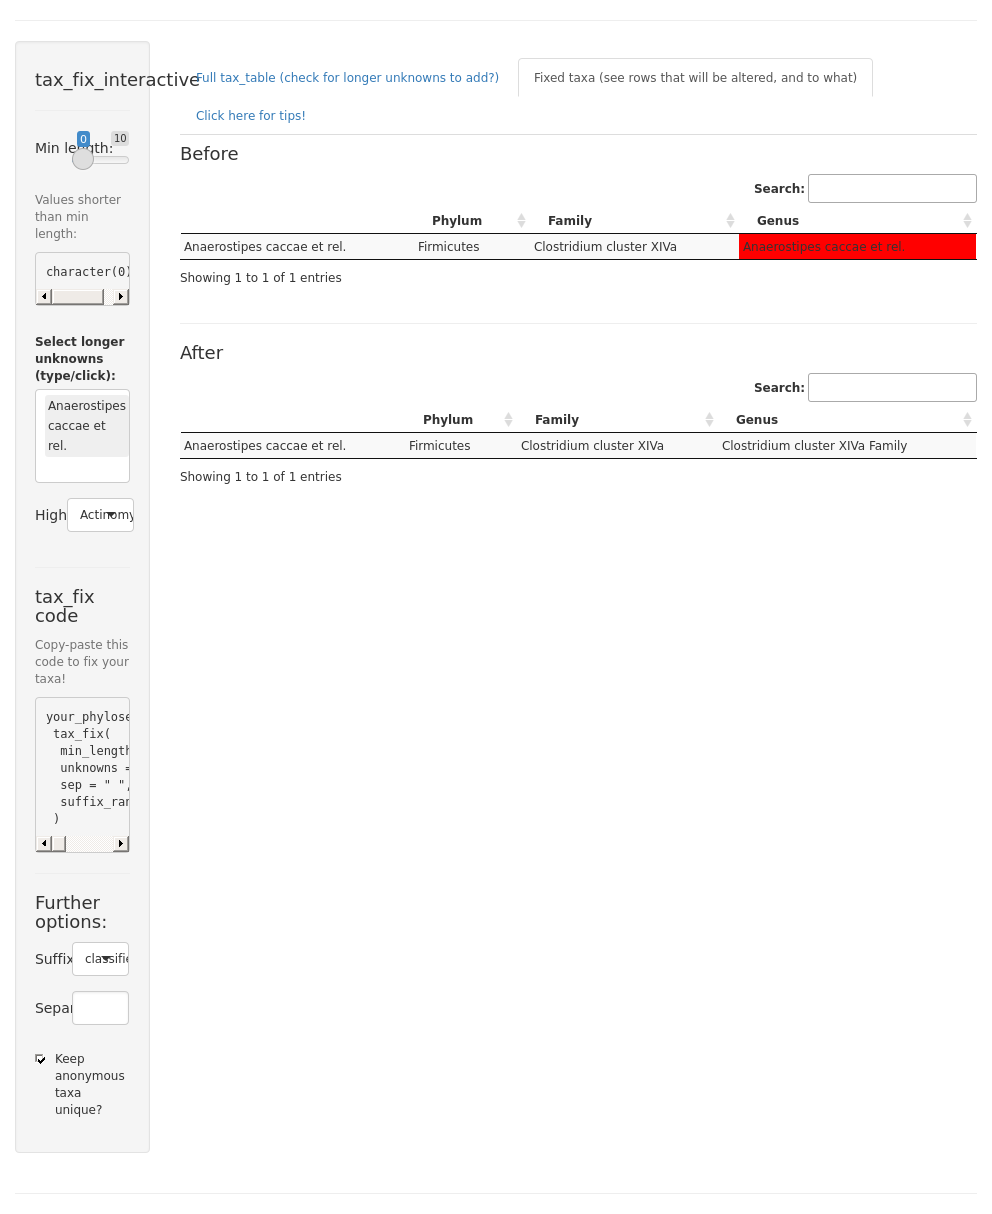 tax_fix_interactive
Min length:
0
10
Values shorter
than min
length:
character(0)
Select longer
unknowns
(type/click):
Anaerostipes
caccae et
rel.
High
tax_fix
code
Copy-paste this
code to fix your
taxa!
tax_fix(
min_length
unknowns =
sep = " ",
)
Further
options:
Suffix
Keep
anonymous
taxa
unique?
Full tax_table (check for longer unknowns to add?)
Fixed taxa (see rows that will be altered, and to what)
Click here for tips!
Before
Search:
Phylum Family Genus
Anaerostipes caccae et rel. Firmicutes Clostridium cluster XIVa Anaerostipes caccae et rel.
Showing 1 to 1 of 1 entries
After
Search:
Phylum Family Genus
Anaerostipes caccae et rel. Firmicutes Clostridium cluster XIVa Clostridium cluster XIVa Family
Showing 1 to 1 of 1 entries